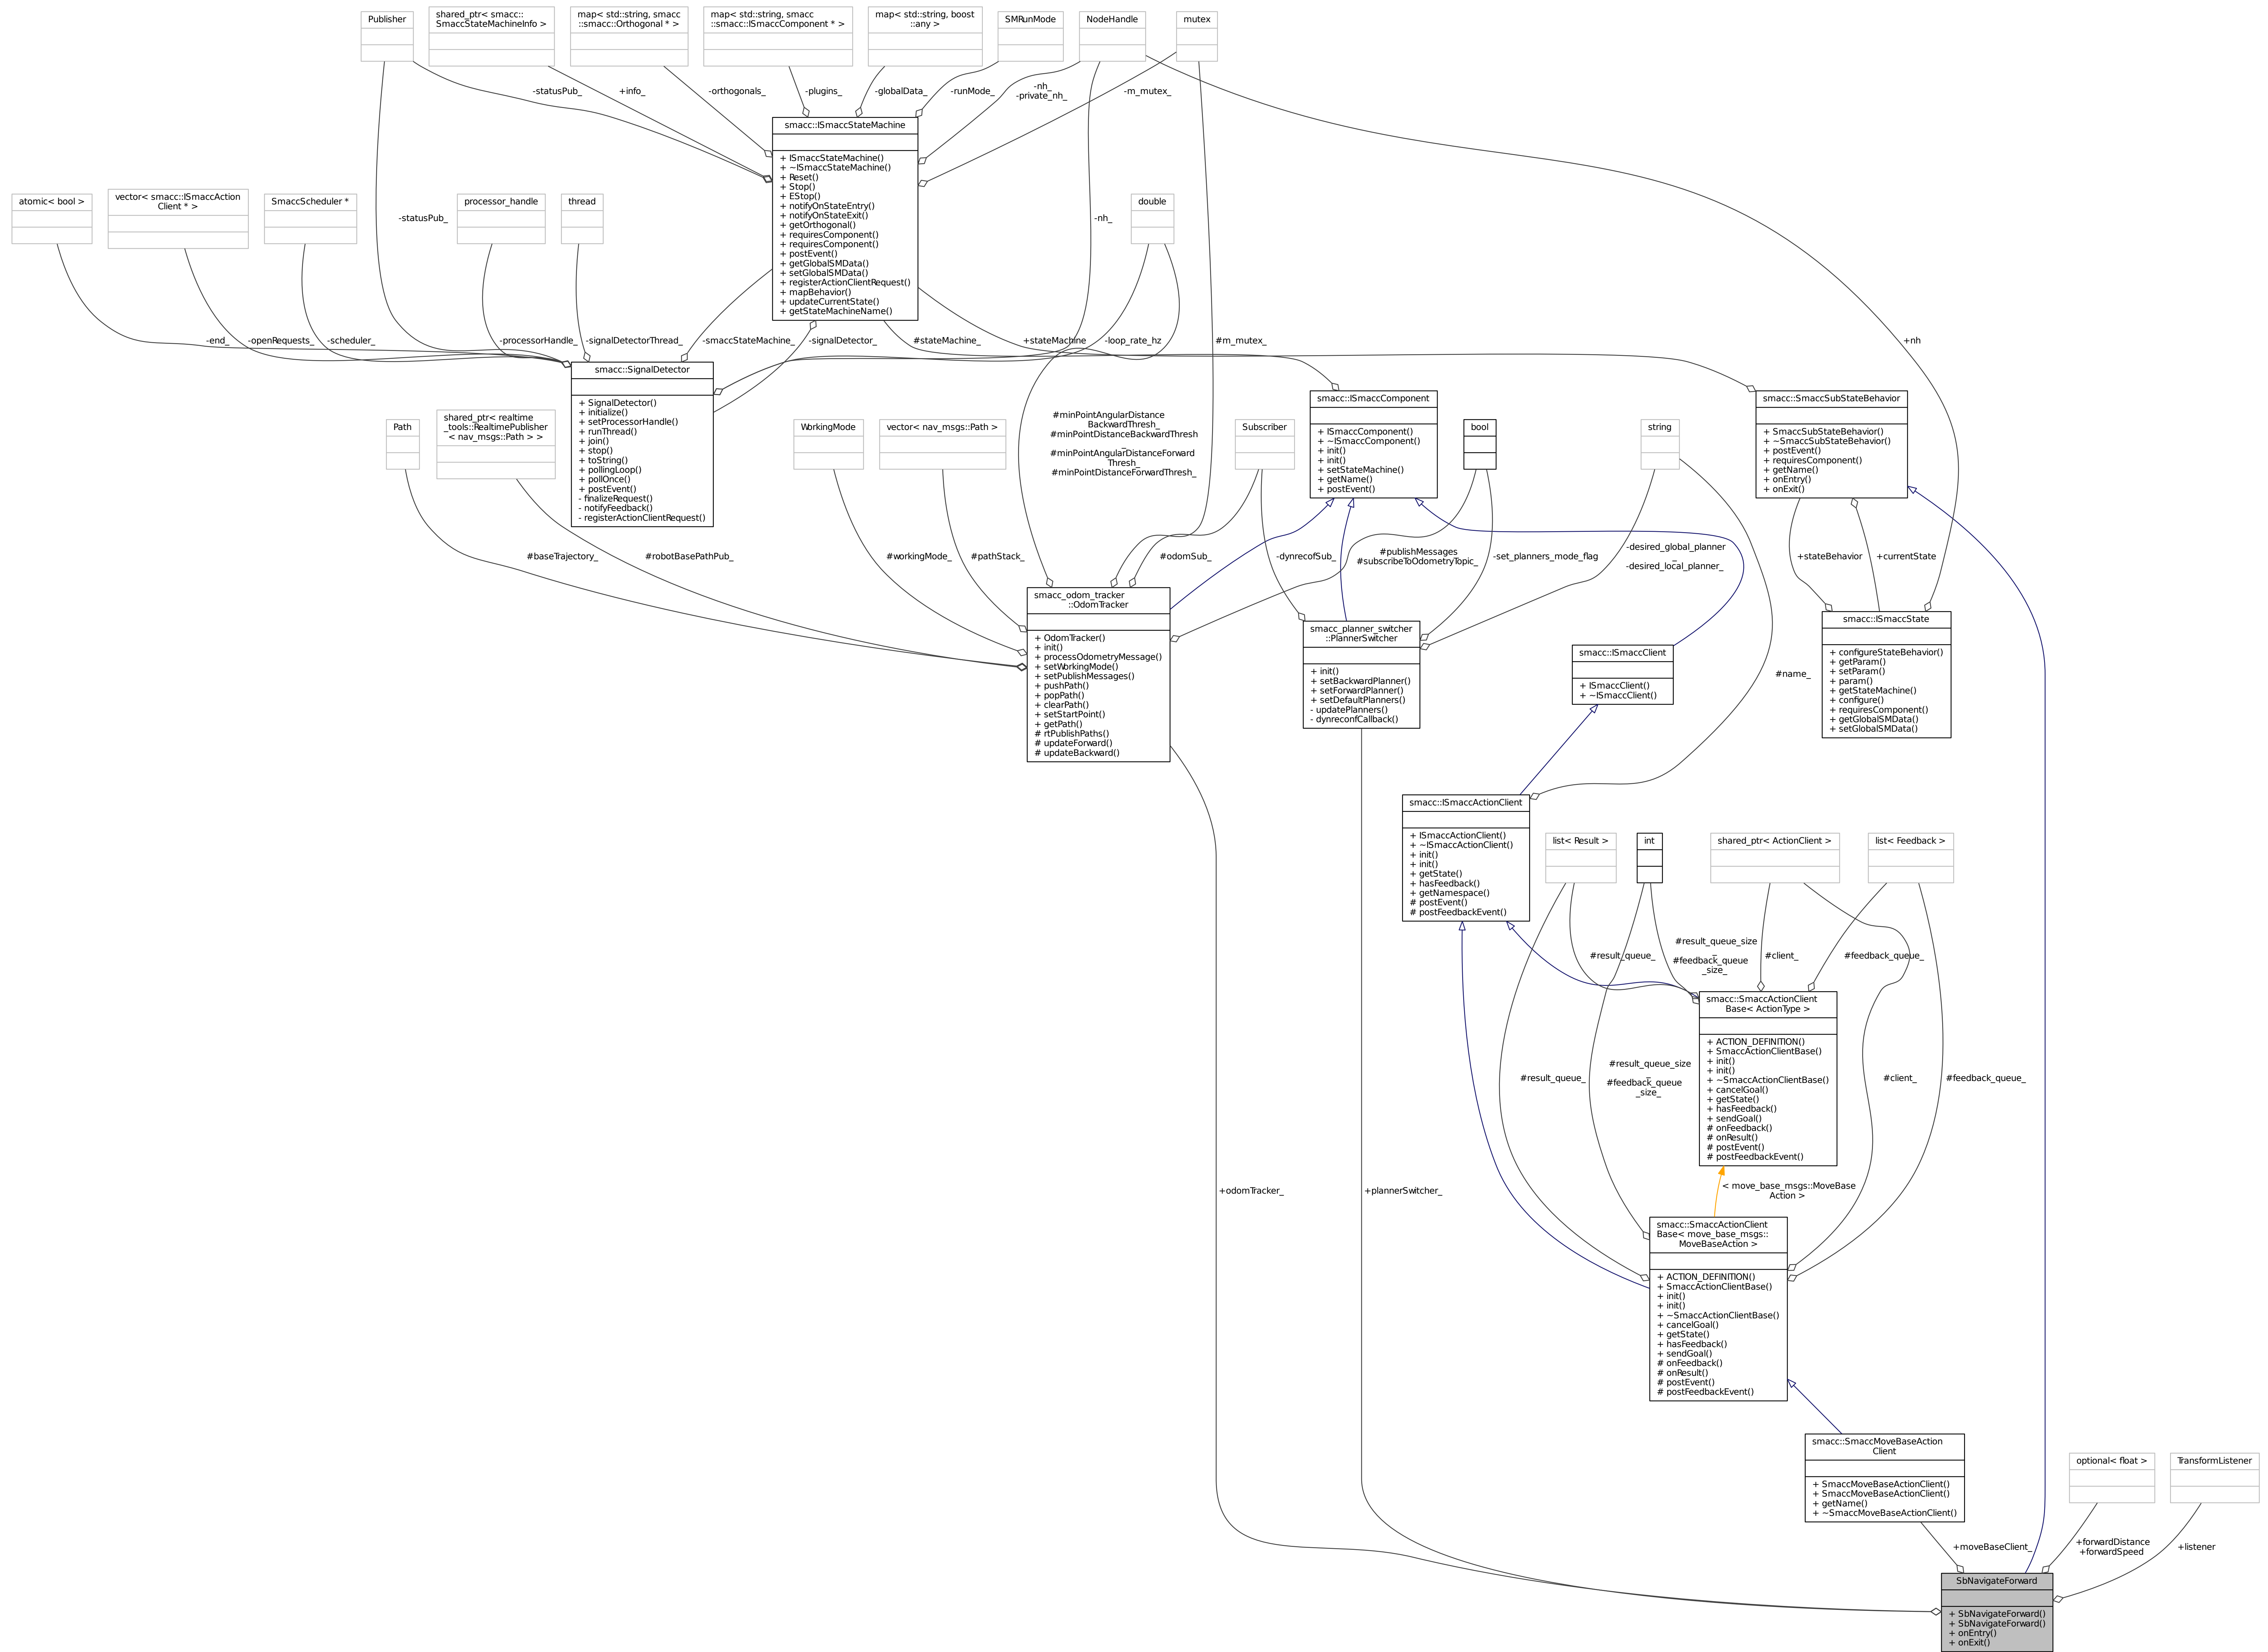 Publisher
shared_ptr< smacc::
SmaccStateMachineInfo >
map< std::string, smacc
::smacc::Orthogonal * >
map< std::string, smacc
::smacc::ISmaccComponent * >
map< std::string, boost
::any >
SMRunMode
NodeHandle
mutex
-statusPub_
+info_
-orthogonals_
-plugins_
-globalData_
-runMode_
-nh_
-private_nh_
-m_mutex_
smacc::ISmaccStateMachine
+ ISmaccStateMachine()
+ ~ISmaccStateMachine()
+ Reset()
+ Stop()
+ EStop()
+ notifyOnStateEntry()
+ notifyOnStateExit()
+ getOrthogonal()
+ requiresComponent()
+ requiresComponent()
+ postEvent()
+ getGlobalSMData()
+ setGlobalSMData()
+ registerActionClientRequest()
+ mapBehavior()
+ updateCurrentState()
+ getStateMachineName()
atomic< bool >
vector< smacc::ISmaccAction
Client * >
SmaccScheduler *
processor_handle
thread
-statusPub_
-nh_
double
-end_
-openRequests_
-scheduler_
-processorHandle_
-signalDetectorThread_
-smaccStateMachine_
-signalDetector_
#stateMachine_
+stateMachine
-loop_rate_hz
#m_mutex_
+nh
smacc::SignalDetector
+ SignalDetector()
+ initialize()
+ setProcessorHandle()
+ runThread()
+ join()
+ stop()
+ toString()
+ pollingLoop()
+ pollOnce()
+ postEvent()
- finalizeRequest()
- notifyFeedback()
- registerActionClientRequest()
Path
shared_ptr< realtime
_tools::RealtimePublisher
< nav_msgs::Path > >
WorkingMode
vector< nav_msgs::Path >
#minPointAngularDistance
BackwardThresh_
#minPointDistanceBackwardThresh
_
#minPointAngularDistanceForward
Thresh_
#minPointDistanceForwardThresh_
Subscriber
smacc::ISmaccComponent
+ ISmaccComponent()
+ ~ISmaccComponent()
+ init()
+ init()
+ setStateMachine()
+ getName()
+ postEvent()
bool
string
smacc::SmaccSubStateBehavior
+ SmaccSubStateBehavior()
+ ~SmaccSubStateBehavior()
+ postEvent()
+ requiresComponent()
+ getName()
+ onEntry()
+ onExit()
#baseTrajectory_
#robotBasePathPub_
#workingMode_
#pathStack_
#odomSub_
-dynrecofSub_
#publishMessages
#subscribeToOdometryTopic_
-set_planners_mode_flag
-desired_global_planner
_
-desired_local_planner_
+stateBehavior
+currentState
smacc_odom_tracker
::OdomTracker
+ OdomTracker()
+ init()
+ processOdometryMessage()
+ setWorkingMode()
+ setPublishMessages()
+ pushPath()
+ popPath()
+ clearPath()
+ setStartPoint()
+ getPath()
# rtPublishPaths()
# updateForward()
# updateBackward()
smacc_planner_switcher
::PlannerSwitcher
+ init()
+ setBackwardPlanner()
+ setForwardPlanner()
+ setDefaultPlanners()
- updatePlanners()
- dynreconfCallback()
smacc::ISmaccClient
+ ISmaccClient()
+ ~ISmaccClient()
#name_
smacc::ISmaccState
+ configureStateBehavior()
+ getParam()
+ setParam()
+ param()
+ getStateMachine()
+ configure()
+ requiresComponent()
+ getGlobalSMData()
+ setGlobalSMData()
smacc::ISmaccActionClient
+ ISmaccActionClient()
+ ~ISmaccActionClient()
+ init()
+ init()
+ getState()
+ hasFeedback()
+ getNamespace()
# postEvent()
# postFeedbackEvent()
list< Result >
int
shared_ptr< ActionClient >
list< Feedback >
#result_queue_
#result_queue_size
_
#feedback_queue
_size_
#client_
#feedback_queue_
smacc::SmaccActionClient
Base< ActionType >
+ ACTION_DEFINITION()
+ SmaccActionClientBase()
+ init()
+ init()
+ ~SmaccActionClientBase()
+ cancelGoal()
+ getState()
+ hasFeedback()
+ sendGoal()
# onFeedback()
# onResult()
# postEvent()
# postFeedbackEvent()
#result_queue_
#result_queue_size
_
#feedback_queue
_size_
#client_
#feedback_queue_
+odomTracker_
+plannerSwitcher_
< move_base_msgs::MoveBase
Action >
smacc::SmaccActionClient
Base< move_base_msgs::
MoveBaseAction >
+ ACTION_DEFINITION()
+ SmaccActionClientBase()
+ init()
+ init()
+ ~SmaccActionClientBase()
+ cancelGoal()
+ getState()
+ hasFeedback()
+ sendGoal()
# onFeedback()
# onResult()
# postEvent()
# postFeedbackEvent()
smacc::SmaccMoveBaseAction
Client
+ SmaccMoveBaseActionClient()
+ SmaccMoveBaseActionClient()
+ getName()
+ ~SmaccMoveBaseActionClient()
optional< float >
TransformListener
+moveBaseClient_
+forwardDistance
+forwardSpeed
+listener
SbNavigateForward
+ SbNavigateForward()
+ SbNavigateForward()
+ onEntry()
+ onExit()